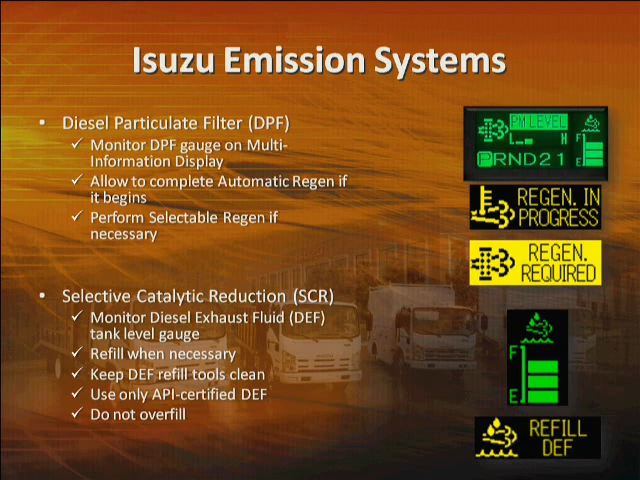 Isuzu Emission Systems
• Diesel Particulate Filter (DPF)
✓ Monitor DPF gauge on Multi-
Information Display
✓ Allow to complete Automatic Regen if
it begins
✓ Perform Selectable Regen if
necessary
PM LEVEL
L H
PRND21
F
E
REGEN. IN
PROGRESS
REGEN.
REQUIRED
• Selective Catalytic Reduction (SCR)
✓ Monitor Diesel Exhaust Fluid (DEF)
tank level gauge
✓ Refill when necessary
✓ Keep DEF refill tools clean
✓ Use only API-certified DEF
✓ Do not overfill
F
E
REFILL
DEF